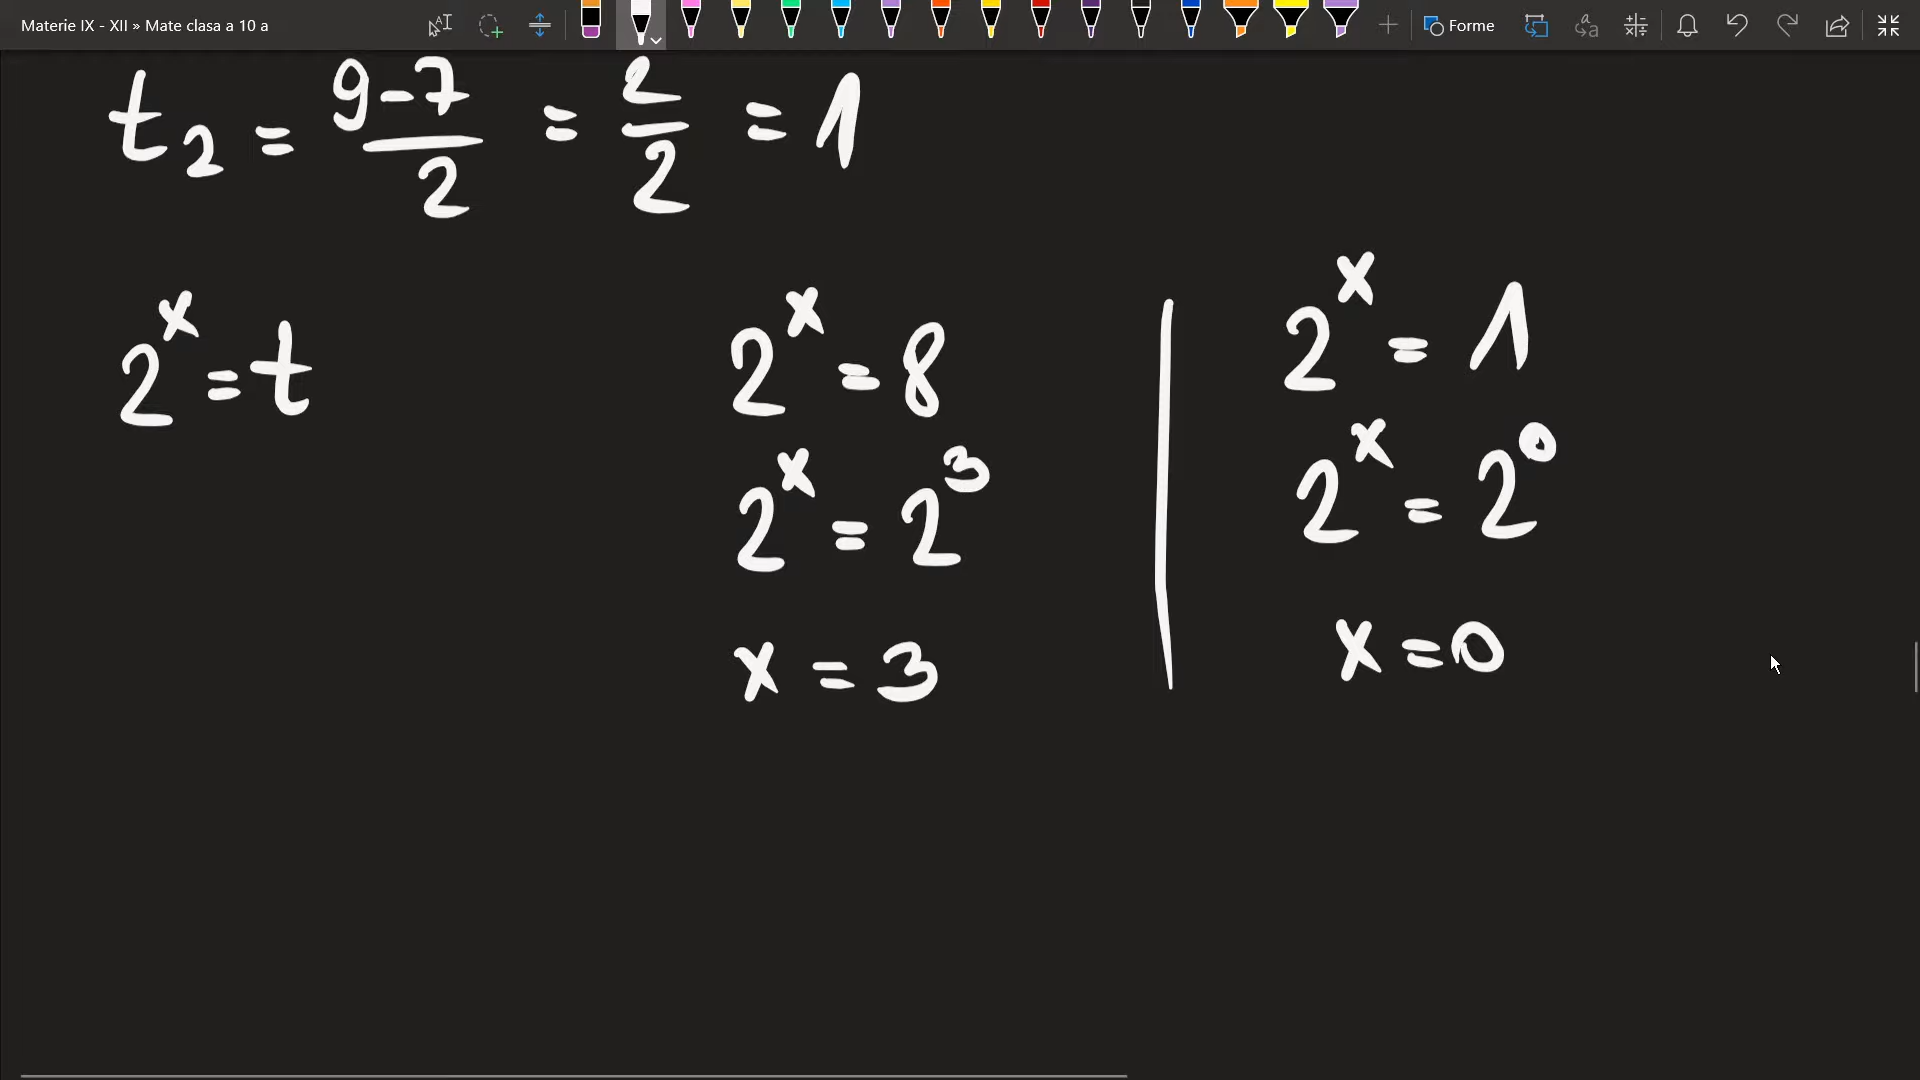 Materie IX - XII » Mate clasa a 10 a
Forme
t₂ = (9-7)/2 = 2/2 = 1
2ˣ = t
2ˣ = 8
2ˣ = 2³
x = 3
2ˣ = 1
2ˣ = 2⁰
x = 0